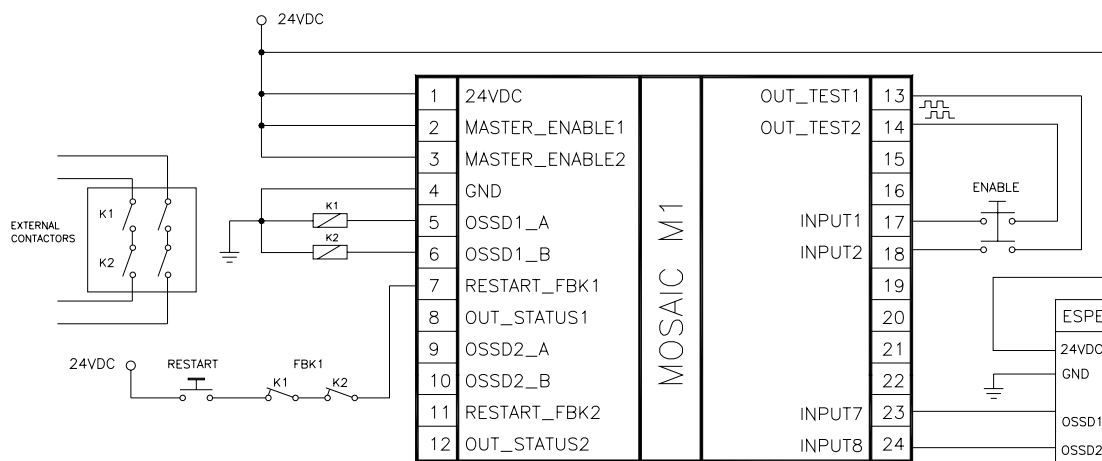 24VDC
1 24VDC OUT_TEST1 13
2 MASTER_ENABLE1 OUT_TEST2 14
3 MASTER_ENABLE2 15
4 GND 16
ENABLE
K1
5 OSSD1_A INPUT1 17
K2
6 OSSD1_B INPUT2 18
7 RESTART_FBK1 19
8 OUT_STATUS1 20
9 OSSD2_A 21
10 OSSD2_B 22
11 RESTART_FBK2 INPUT7 23
12 OUT_STATUS2 INPUT8 24
MOSAIC M1
EXTERNAL
CONTACTORS
K1
K2
24VDC RESTART FBK1
K1 K2
ESPE
24VDC
GND
OSSD1
OSSD2